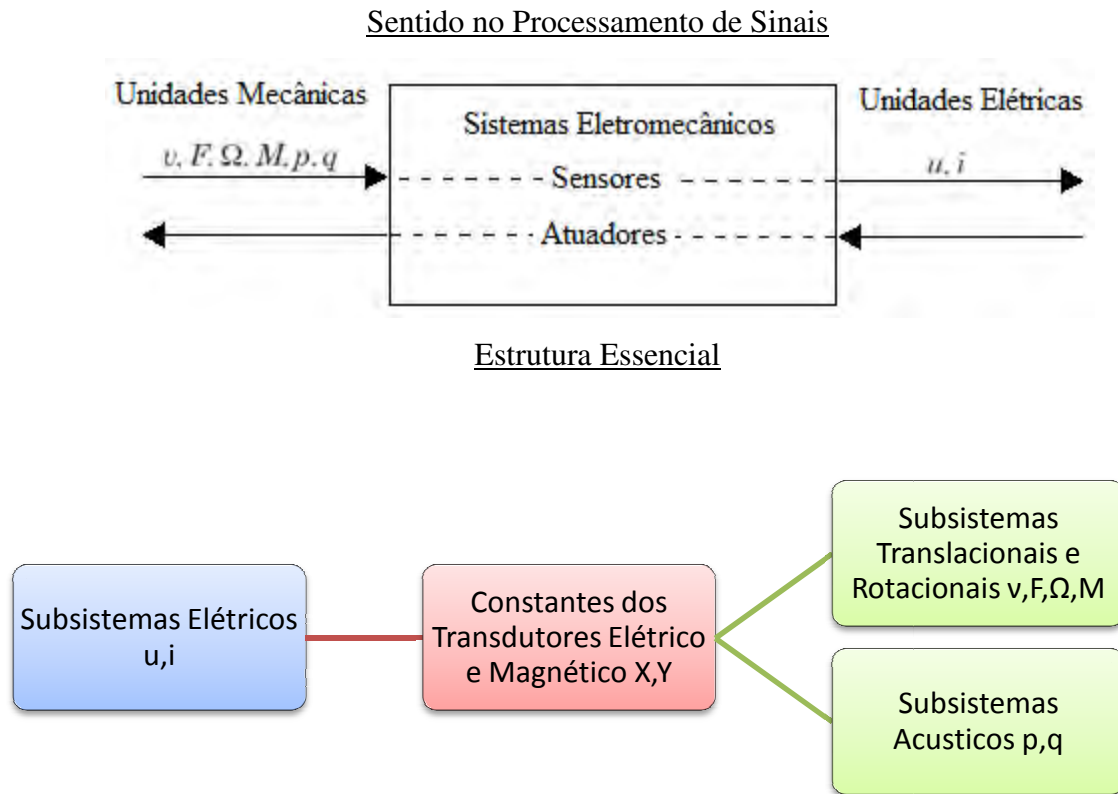 Sentido no Processamento de Sinais
Unidades Mecânicas
v, F, Ω, M, p, q
Sistemas Eletromecânicos
Sensores
Atuadores
Unidades Elétricas
u, i
Estrutura Essencial
Subsistemas Elétricos
u,i
Constantes dos
Transdutores Elétrico
e Magnético X,Y
Subsistemas
Translacionais e
Rotacionais v,F,Ω,M
Subsistemas
Acusticos p,q